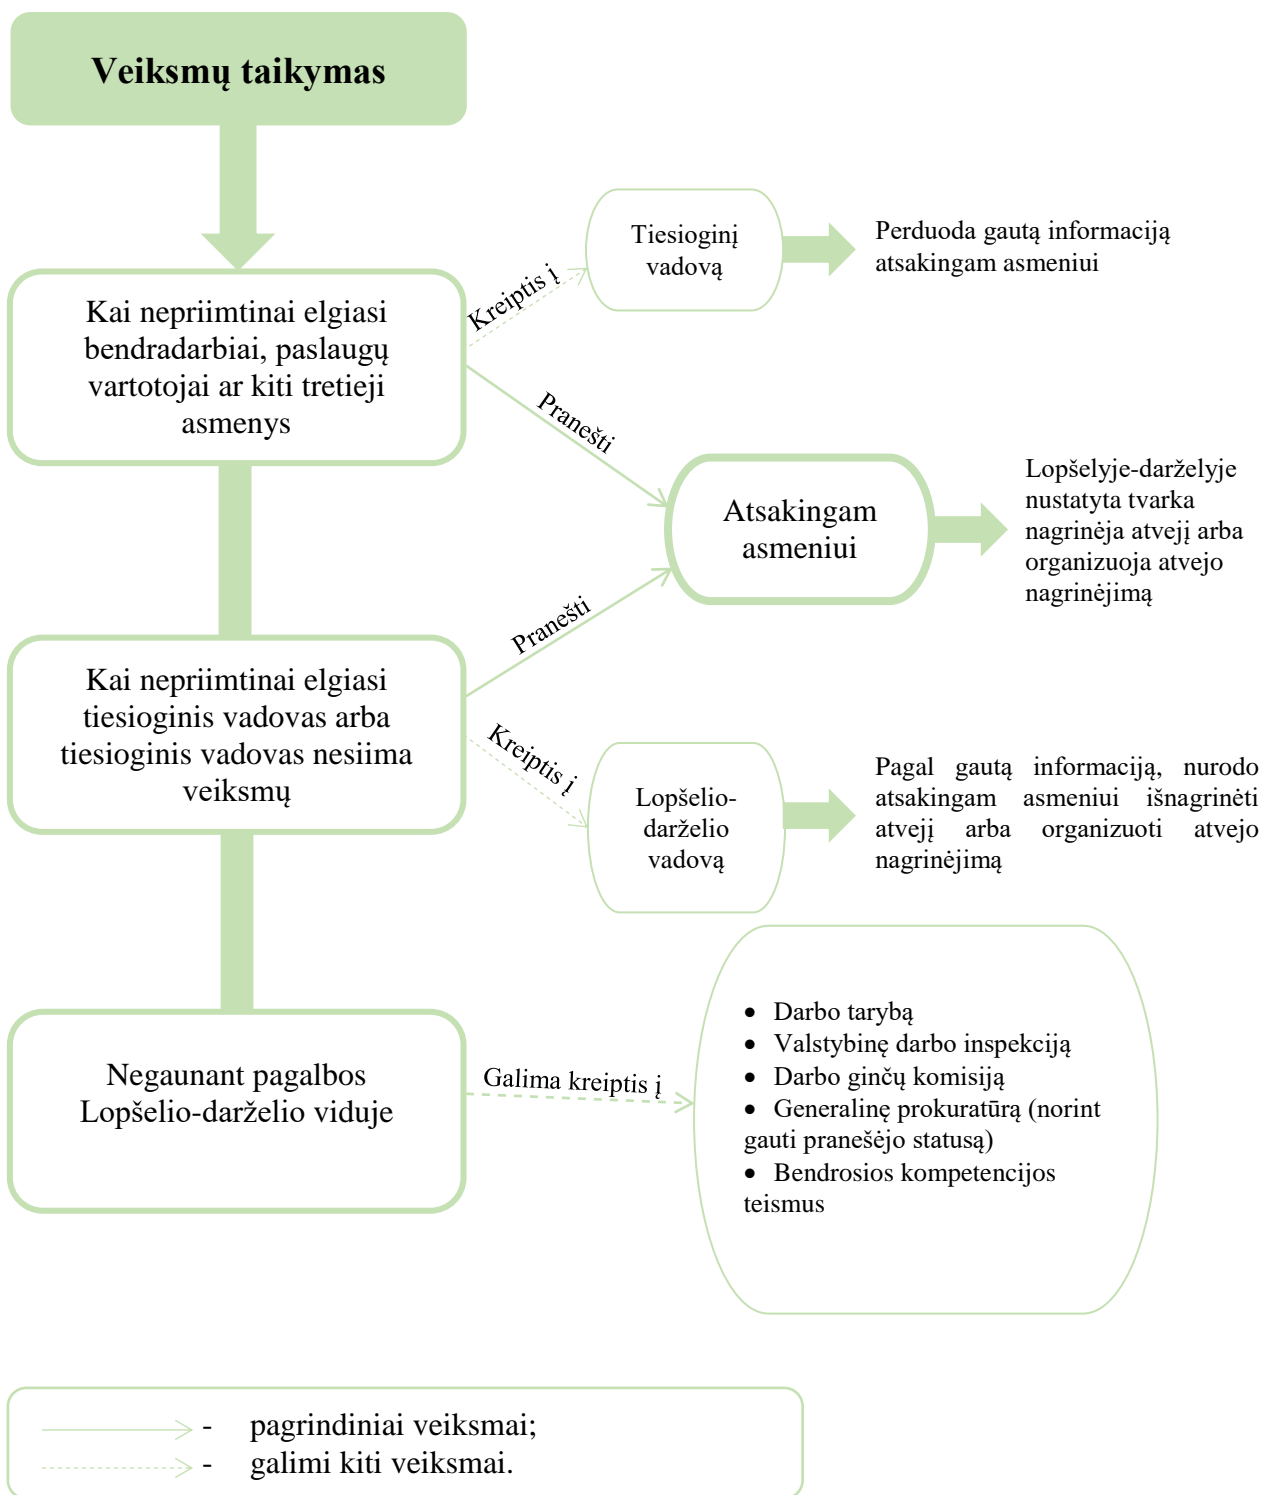 Veiksmų taikymas
Tiesioginį
vadovą
Perduoda gautą informaciją
atsakingam asmeniui
Kreiptis į
Kai nepriimtinai elgiasi
bendradarbiai, paslaugų
vartotojai ar kiti tretieji
asmenys
Pranešti
Atsakingam
asmeniui
Lopšelyje-darželyje
nustatyta tvarka
nagrinėja atvejį arba
organizuoja atvejo
nagrinėjimą
Pranešti
Kai nepriimtinai elgiasi
tiesioginis vadovas arba
tiesioginis vadovas nesiima
veiksmų
Kreiptis į
Lopšelio-
darželio
vadovą
Pagal gautą informaciją, nurodo
atsakingam asmeniui išnagrinėti
atvejį arba organizuoti atvejo
nagrinėjimą
Negaunant pagalbos
Lopšelio-darželio viduje
Galima kreiptis į
• Darbo tarybą
• Valstybinę darbo inspekciją
• Darbo ginčų komisiją
• Generalinę prokuratūrą (norint
gauti pranešėjo statusą)
• Bendrosios kompetencijos
teismus
- pagrindiniai veiksmai;
- galimi kiti veiksmai.